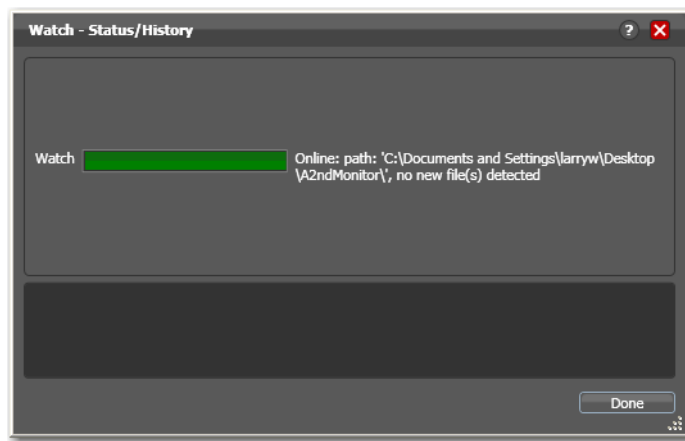 Watch - Status/History
?
Watch
Online: path: 'C:\Documents and Settings\larryw\Desktop
\A2ndMonitor\', no new file(s) detected
Done